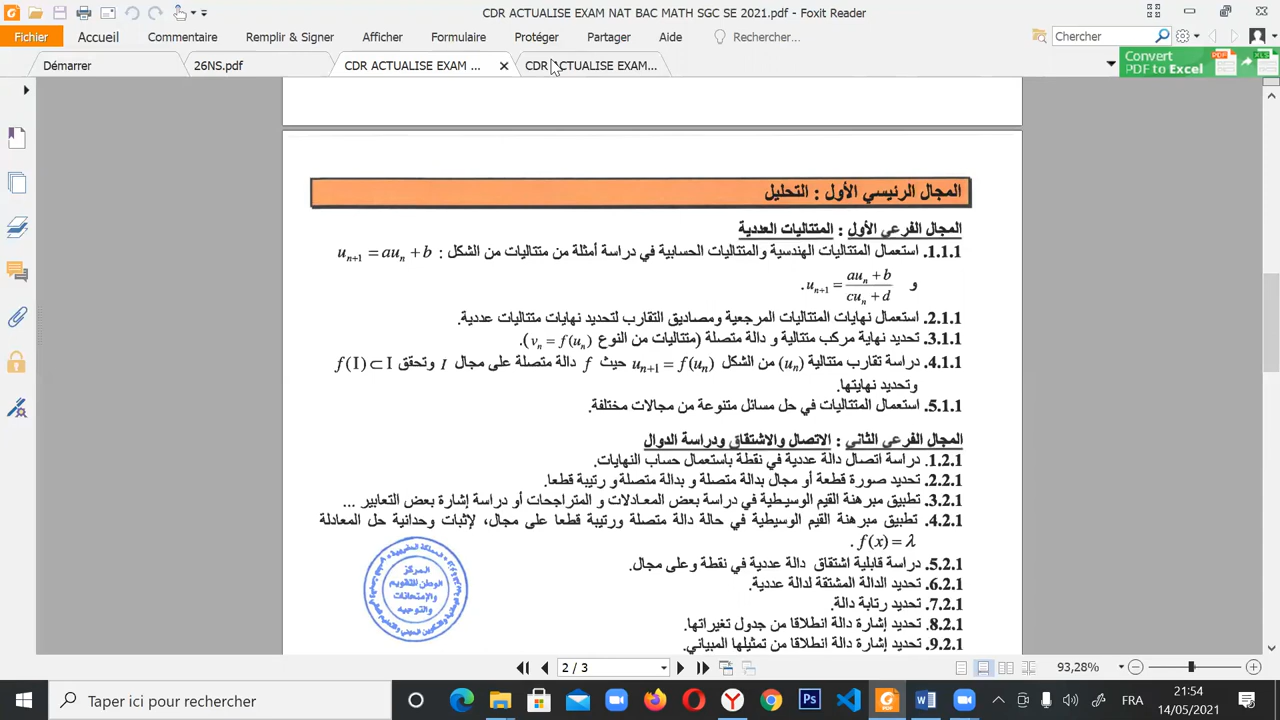 CDR ACTUALISE EXAM NAT BAC MATH SGC SE 2021.pdf - Foxit Reader
Fichier Accueil Commentaire Remplir & Signer Afficher Formulaire Protéger Partager Aide Rechercher... Chercher
Démarrer 26NS.pdf CDR ACTUALISE EXAM ... CDR ACTUALISE EXAM... Convert
PDF to Excel
المجال الرئيسي الأول : التحليل
المجال الفرعي الأول : المتتاليات العددية
1.1.1. استعمال المتتاليات الهندسية والمتتاليات الحسابية في دراسة أمثلة من متتاليات من الشكل : u_{n+1} = au_n + b
و u_{n+1} = \frac{au_n + b}{cu_n + d} .
2.1.1. استعمال نهايات المتتاليات المرجعية ومصاديق التقارب لتحديد نهايات متتاليات عددية.
3.1.1. تحديد نهاية مركب متتالية و دالة متصلة (متتاليات من النوع v_n = f(u_n) ).
4.1.1. دراسة تقارب متتالية (u_n) من الشكل u_{n+1} = f(u_n) حيث f دالة متصلة على مجال I وتحقق f(I) ⊂ I
وتحديد نهايتها.
5.1.1. استعمال المتتاليات في حل مسائل متنوعة من مجالات مختلفة.
المجال الفرعي الثاني : الاتصال والاشتقاق ودراسة الدوال
1.2.1. دراسة اتصال دالة عددية في نقطة باستعمال حساب النهايات.
2.2.1. تحديد صورة قطعة أو مجال بدالة متصلة و بدالة متصلة و رتيبة قطعا.
3.2.1. تطبيق مبرهنة القيم الوسيطية في دراسة بعض المعادلات و المتراجحات أو دراسة إشارة بعض التعابير ...
4.2.1. تطبيق مبرهنة القيم الوسيطية في حالة دالة متصلة ورتيبة قطعا على مجال، لإثبات وحدانية حل المعادلة
f(x) = λ .
5.2.1. دراسة قابلية اشتقاق دالة عددية في نقطة وعلى مجال.
6.2.1. تحديد الدالة المشتقة لدالة عددية.
7.2.1. تحديد رتابة دالة.
8.2.1. تحديد إشارة دالة انطلاقا من جدول تغيراتها.
9.2.1. تحديد إشارة دالة انطلاقا من تمثيلها المبياني.
المركز
الوطني للتقويم
والإمتحانات
والتوجيه
2 / 3 93,28%
Taper ici pour rechercher FRA 21:54
14/05/2021